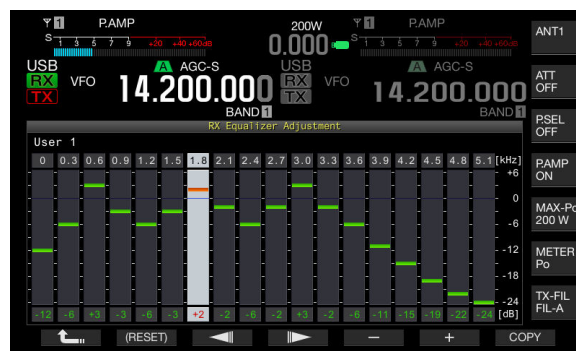 1 P.AMP 200W 1 P.AMP ANT1
S 1 3 5 7 9 +20 +40 +60dB 0.000 S 1 3 5 7 9 +20 +40 +60dB
USB A AGC-S USB A AGC-S ATT OFF
RX TX VFO 14.200.000 RX TX VFO 14.200.000
BAND 1 BAND 1 P.SEL OFF
RX Equalizer Adjustment
User 1
0 0.3 0.6 0.9 1.2 1.5 1.8 2.1 2.4 2.7 3.0 3.3 3.6 3.9 4.2 4.5 4.8 5.1 [kHz]
+6
P.AMP ON
0
MAX-Po 200 W
-6
-12
METER Po
-18
TX-FIL FIL-A
-24
-12 -6 +3 -3 -6 -3 +2 -2 -6 -2 +3 -2 -6 -11 -15 -19 -22 -24 [dB]
(RESET) − + COPY